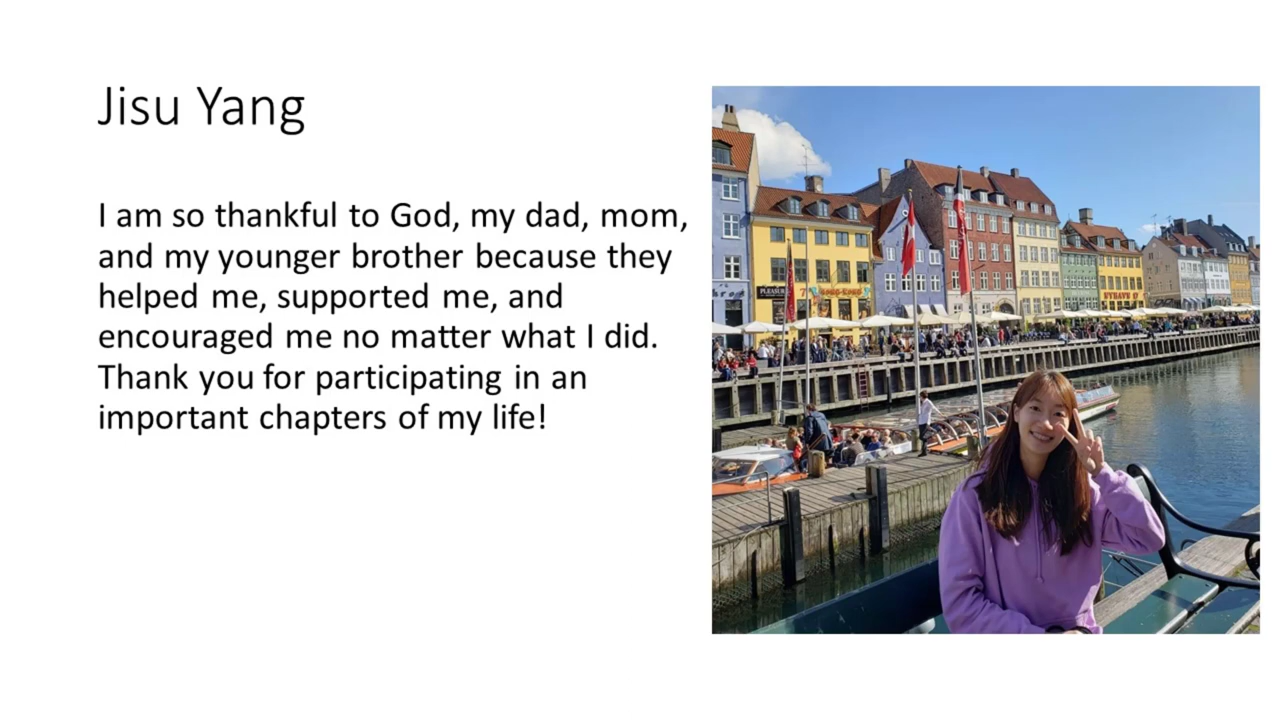 Jisu Yang
I am so thankful to God, my dad, mom,
and my younger brother because they
helped me, supported me, and
encouraged me no matter what I did.
Thank you for participating in an
important chapters of my life!
NYHAVN 17